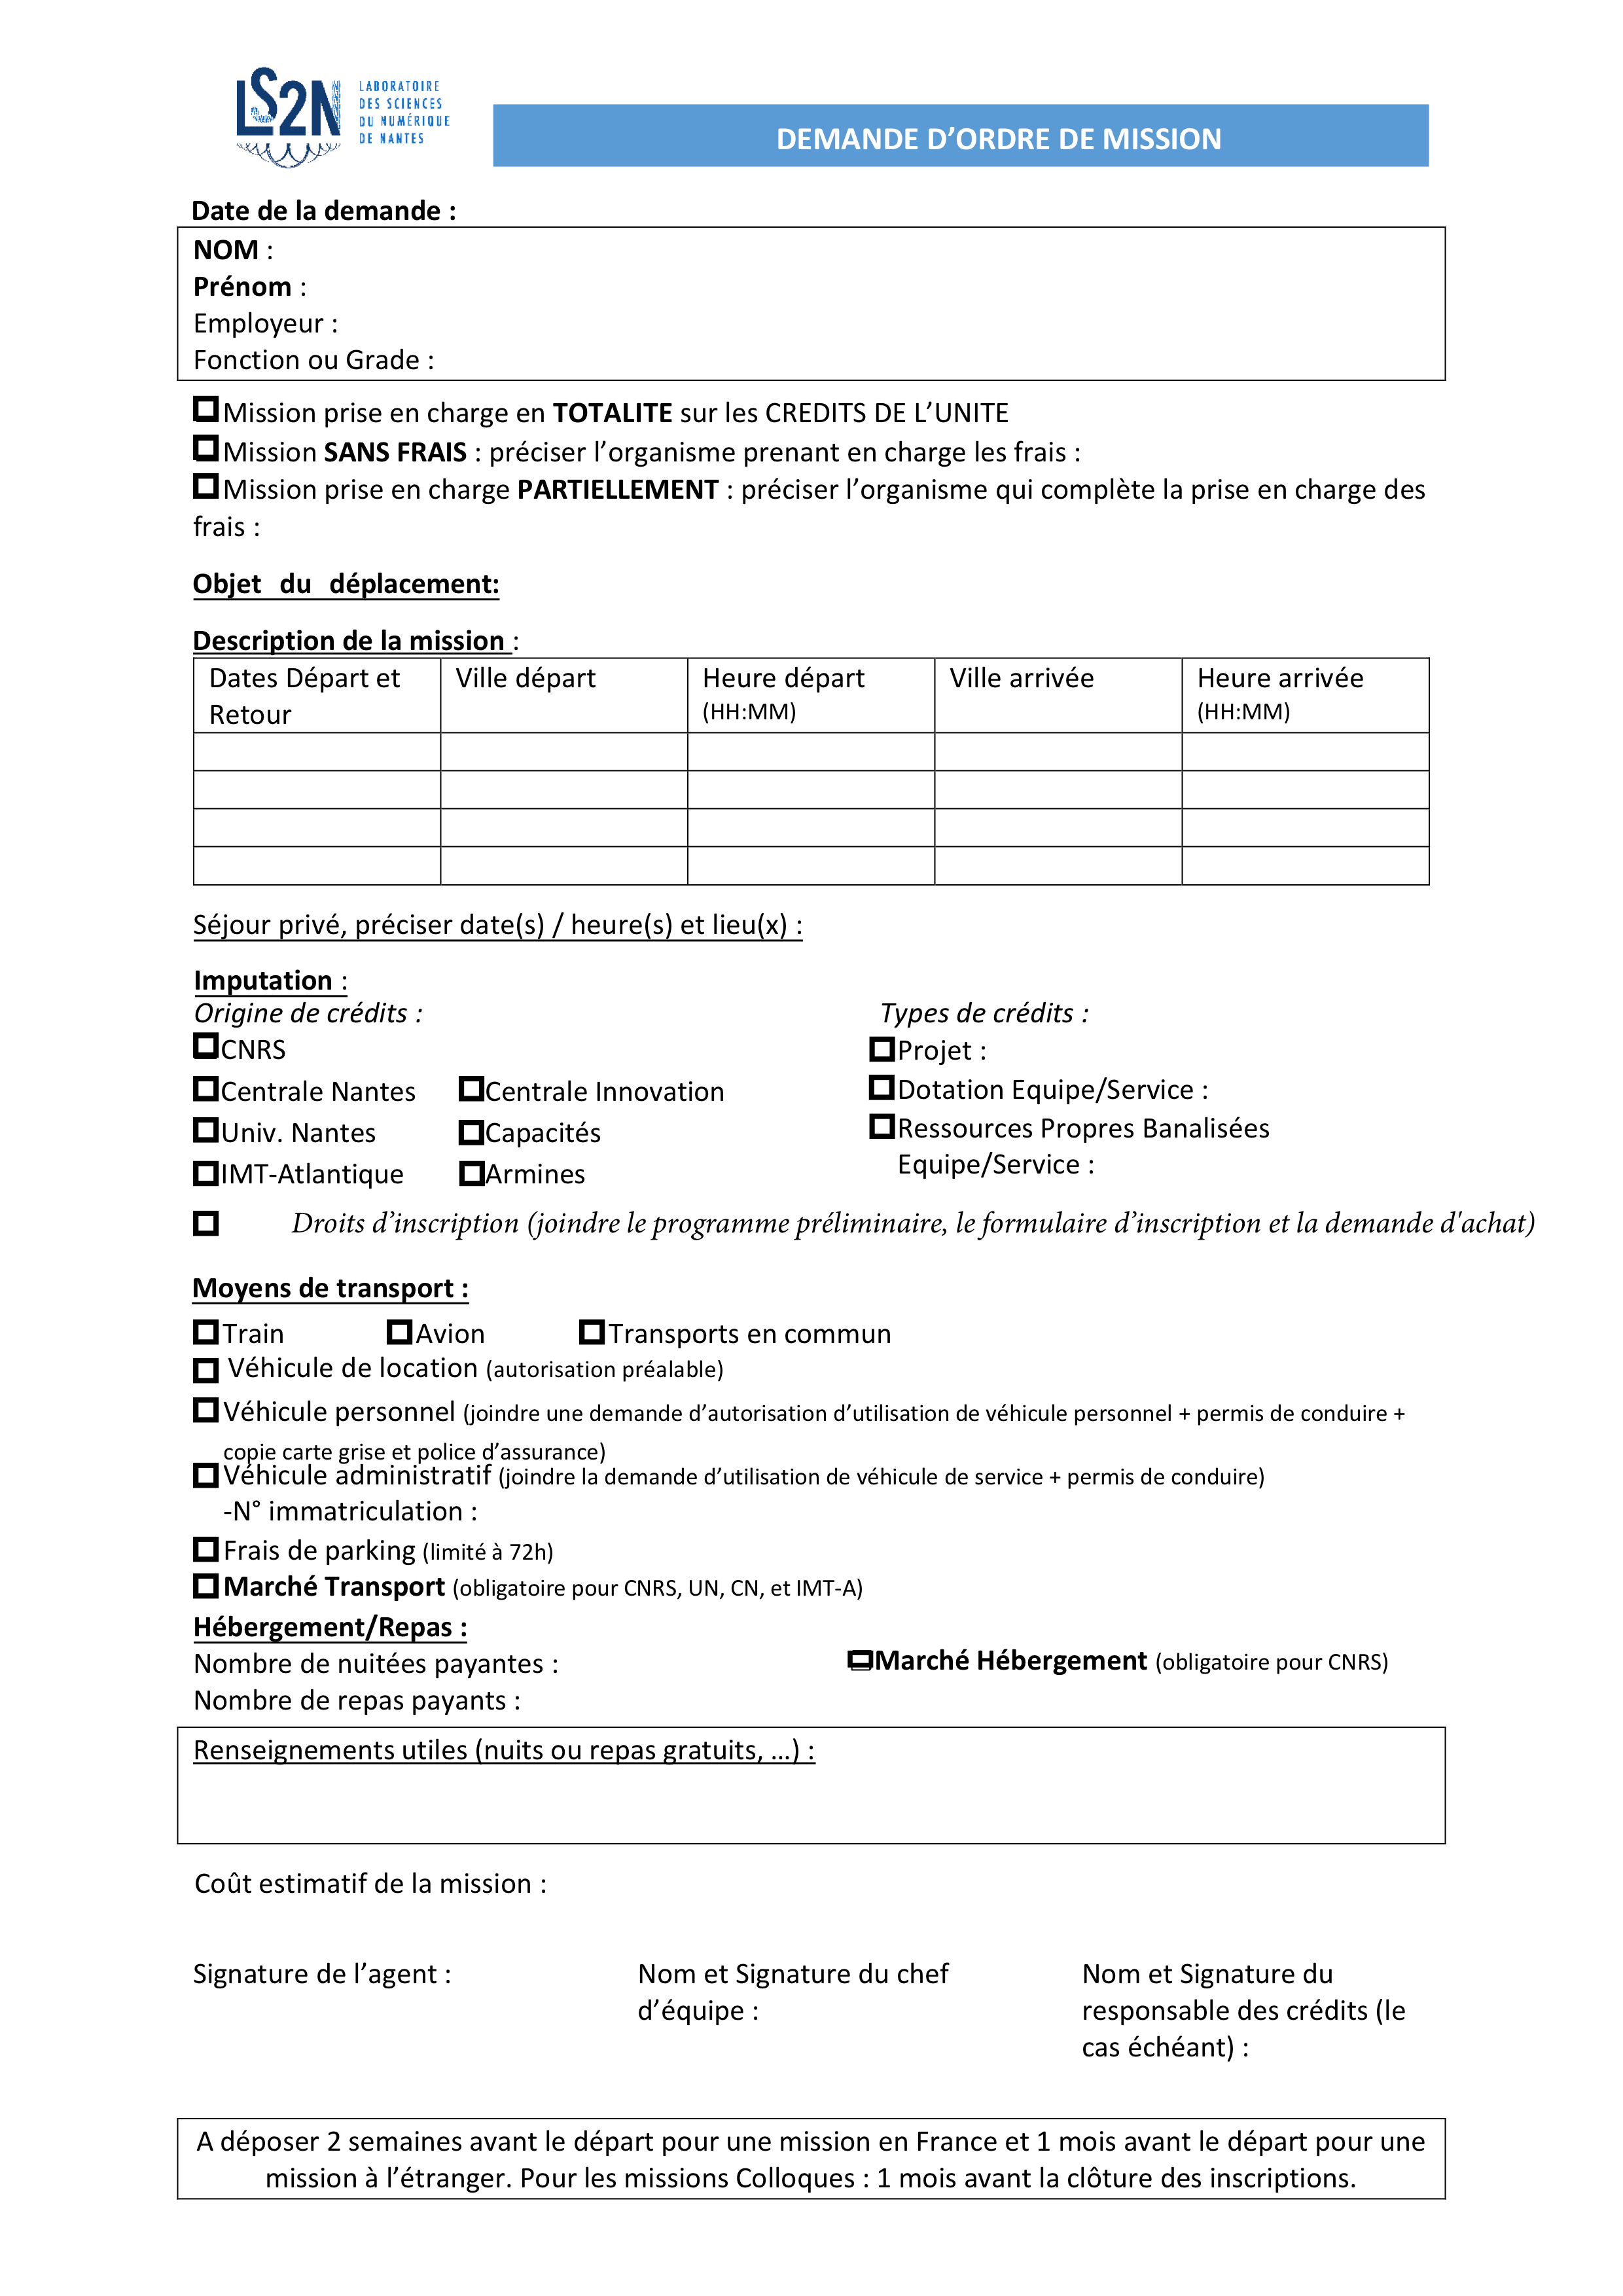 LS2N
LABORATOIRE
DES SCIENCES
DU NUMÉRIQUE
DE NANTES
DEMANDE D’ORDRE DE MISSION
Date de la demande :
NOM :
Prénom :
Employeur :
Fonction ou Grade :
Mission prise en charge en TOTALITE sur les CREDITS DE L’UNITE
Mission SANS FRAIS : préciser l’organisme prenant en charge les frais :
Mission prise en charge PARTIELLEMENT : préciser l’organisme qui complète la prise en charge des
frais :
Objet du déplacement:
Description de la mission :
Dates Départ et Retour	Ville départ	Heure départ (HH:MM)	Ville arrivée	Heure arrivée (HH:MM)
Séjour privé, préciser date(s) / heure(s) et lieu(x) :
Imputation :
Origine de crédits : Types de crédits :
CNRS Projet :
Centrale Nantes Centrale Innovation Dotation Equipe/Service :
Univ. Nantes Capacités Ressources Propres Banalisées
Equipe/Service :
IMT-Atlantique Armines
Droits d’inscription (joindre le programme préliminaire, le formulaire d’inscription et la demande d'achat)
Moyens de transport :
Train Avion Transports en commun
Véhicule de location (autorisation préalable)
Véhicule personnel (joindre une demande d’autorisation d’utilisation de véhicule personnel + permis de conduire +
copie carte grise et police d’assurance)
Véhicule administratif (joindre la demande d’utilisation de véhicule de service + permis de conduire)
-N° immatriculation :
Frais de parking (limité à 72h)
Marché Transport (obligatoire pour CNRS, UN, CN, et IMT-A)
Hébergement/Repas :
Nombre de nuitées payantes : Marché Hébergement (obligatoire pour CNRS)
Nombre de repas payants :
Renseignements utiles (nuits ou repas gratuits, …) :
Coût estimatif de la mission :
Signature de l’agent :
Nom et Signature du chef
d’équipe :
Nom et Signature du
responsable des crédits (le
cas échéant) :
A déposer 2 semaines avant le départ pour une mission en France et 1 mois avant le départ pour une
mission à l’étranger. Pour les missions Colloques : 1 mois avant la clôture des inscriptions.